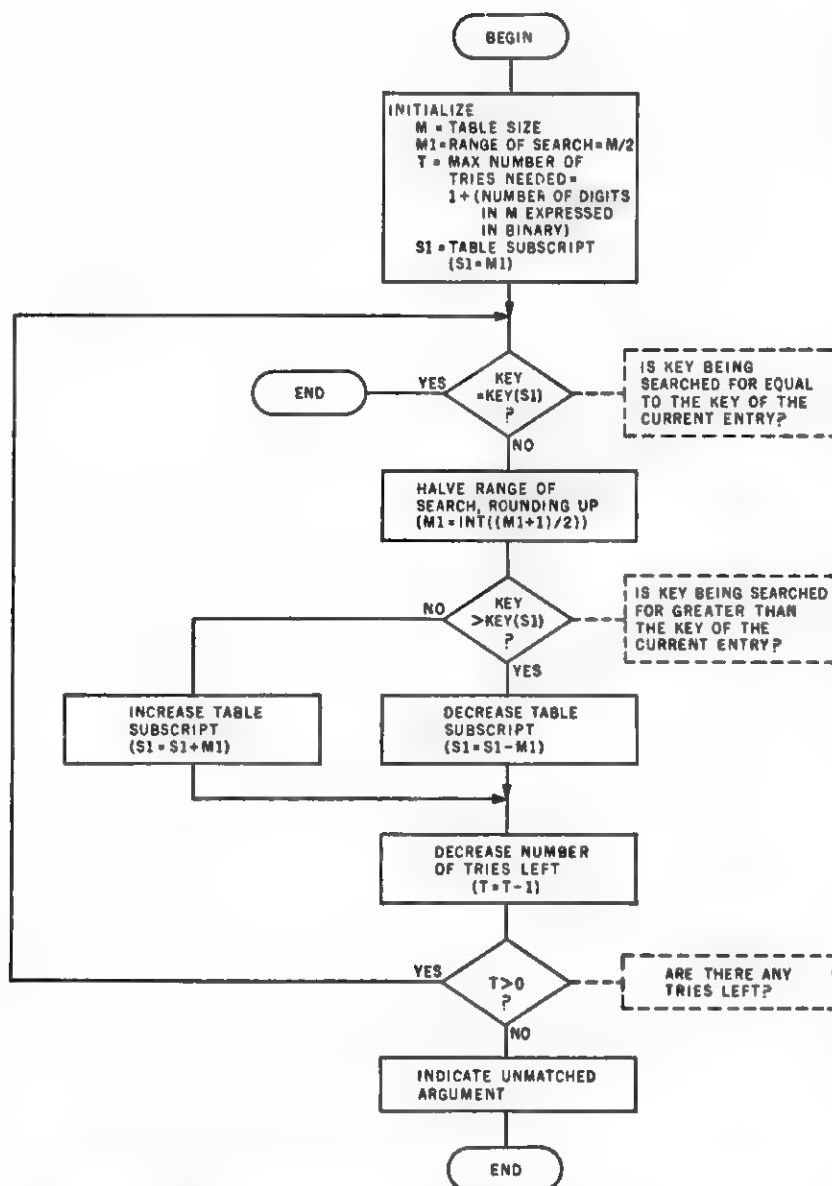 BEGIN
INITIALIZE
M = TABLE SIZE
M1=RANGE OF SEARCH=M/2
T = MAX NUMBER OF
TRIES NEEDED=
1+(NUMBER OF DIGITS
IN M EXPRESSED
IN BINARY)
S1=TABLE SUBSCRIPT
(S1=M1)
END
YES
KEY
=KEY(S1)
?
IS KEY BEING
SEARCHED FOR EQUAL
TO THE KEY OF THE
CURRENT ENTRY?
NO
HALVE RANGE OF
SEARCH, ROUNDING UP
(M1=INT((M1+1)/2))
NO
KEY
>KEY(S1)
?
IS KEY BEING SEARCHED
FOR GREATER THAN
THE KEY OF THE
CURRENT ENTRY?
YES
INCREASE TABLE
SUBSCRIPT
(S1=S1+M1)
DECREASE TABLE
SUBSCRIPT
(S1=S1-M1)
DECREASE NUMBER
OF TRIES LEFT
(T=T-1)
YES
T>0
?
ARE THERE ANY
TRIES LEFT?
NO
INDICATE UNMATCHED
ARGUMENT
END